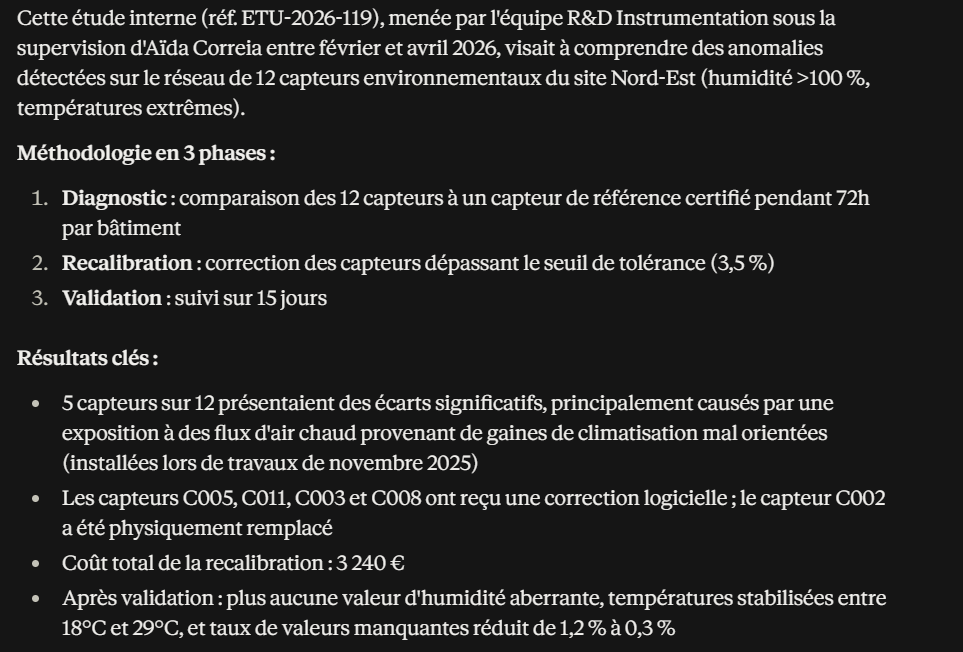 Cette étude interne (réf. ETU-2026-119), menée par l'équipe R&D Instrumentation sous la
supervision d'Aïda Correia entre février et avril 2026, visait à comprendre des anomalies
détectées sur le réseau de 12 capteurs environnementaux du site Nord-Est (humidité >100 %,
températures extrêmes).
Méthodologie en 3 phases :
1. Diagnostic : comparaison des 12 capteurs à un capteur de référence certifié pendant 72h
par bâtiment
2. Recalibration : correction des capteurs dépassant le seuil de tolérance (3,5 %)
3. Validation : suivi sur 15 jours
Résultats clés :
• 5 capteurs sur 12 présentaient des écarts significatifs, principalement causés par une
exposition à des flux d'air chaud provenant de gaines de climatisation mal orientées
(installées lors de travaux de novembre 2025)
• Les capteurs C005, C011, C003 et C008 ont reçu une correction logicielle ; le capteur C002
a été physiquement remplacé
• Coût total de la recalibration : 3 240 €
• Après validation : plus aucune valeur d'humidité aberrante, températures stabilisées entre
18°C et 29°C, et taux de valeurs manquantes réduit de 1,2 % à 0,3 %